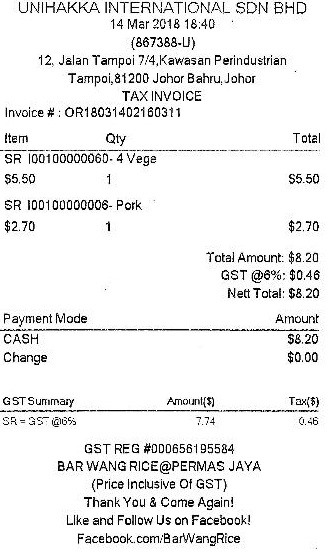 UNIHAKKA INTERNATIONAL SDN BHD
14 Mar 2018 18:40
(867388-U)
12, Jalan Tampoi 7/4,Kawasan Perindustrian
Tampoi,81200 Johor Bahru,Johor
TAX INVOICE
Invoice # : OR18031402160311
Item Qty Total
SR I00100000060- 4 Vege
$5.50 1 $5.50
SR I00100000006- Pork
$2.70 1 $2.70
Total Amount: $8.20
GST @6%: $0.46
Nett Total: $8.20
Payment Mode Amount
CASH $8.20
Change $0.00
GST Summary Amount($) Tax($)
SR = GST @6% 7.74 0.46
GST REG #000656195584
BAR WANG RICE@PERMAS JAYA
(Price Inclusive Of GST)
Thank You & Come Again!
Like and Follow Us on Facebook!
Facebook.com/BarWangRice